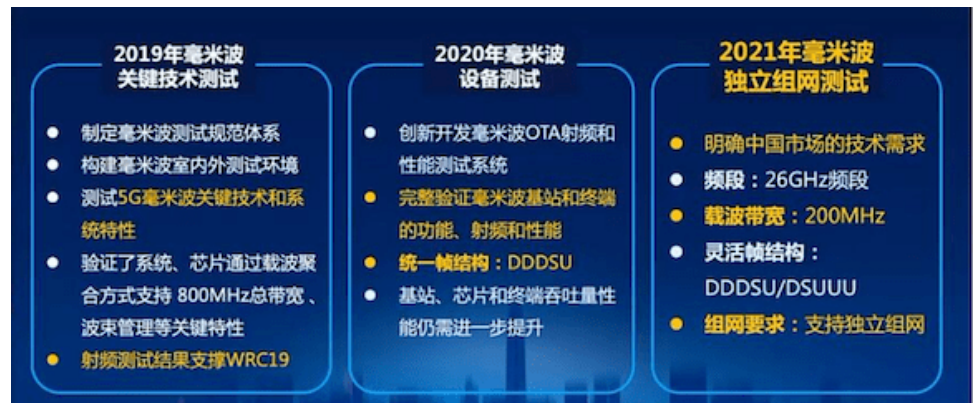 2019年毫米波
关键技术测试
● 制定毫米波测试规范体系
● 构建毫米波室内外测试环境
● 测试5G毫米波关键技术和系
统特性
● 验证了系统、芯片通过载波聚
合方式支持 800MHz总带宽、
波束管理等关键特性
● 射频测试结果支撑WRC19
2020年毫米波
设备测试
● 创新开发毫米波OTA射频和
性能测试系统
● 完整验证毫米波基站和终端
的功能、射频和性能
● 统一帧结构：DDDSU
● 基站、芯片和终端吞吐量性
能仍需进一步提升
2021年毫米波
独立组网测试
● 明确中国市场的技术需求
● 频段：26GHz频段
● 载波带宽：200MHz
● 灵活帧结构：
DDDSU/DSUUU
● 组网要求：支持独立组网